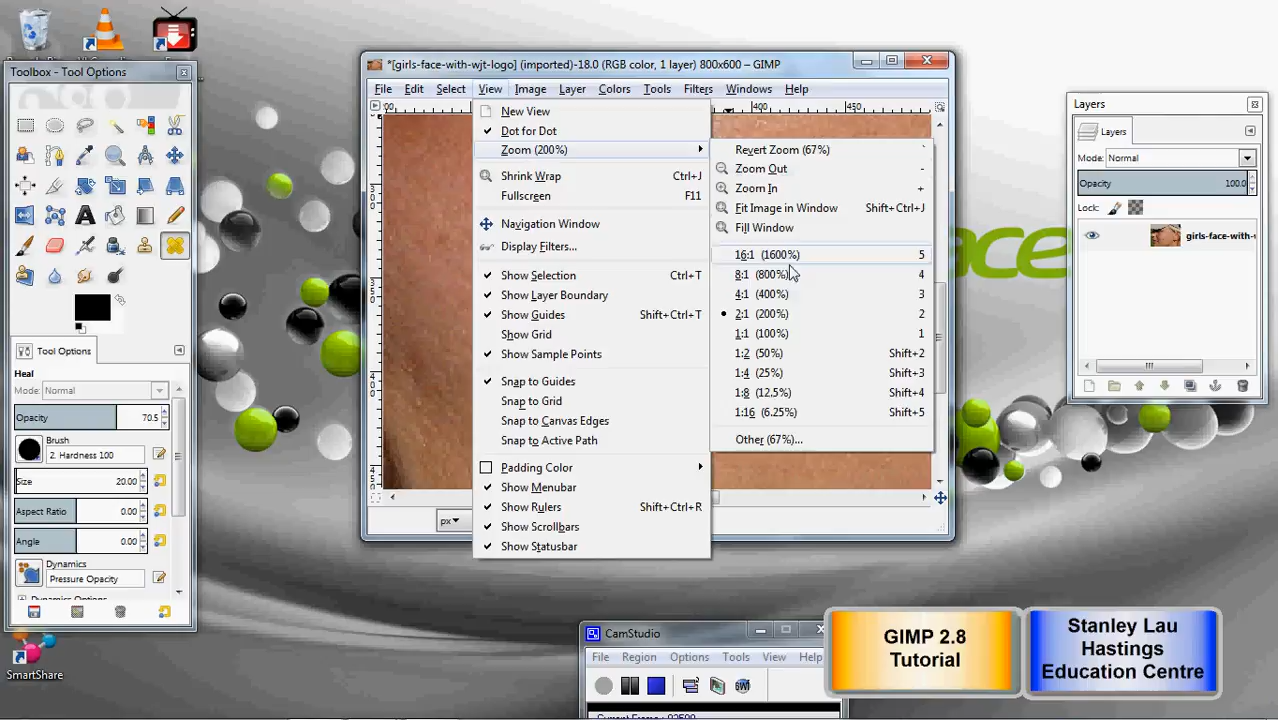 Toolbox - Tool Options
Tool Options
Heal
Mode: Normal
Opacity 70.5
Brush
2. Hardness 100
Size 20.00
Aspect Ratio 0.00
Angle 0.00
Dynamics
Pressure Opacity
SmartShare
*[girls-face-with-wjt-logo] (imported)-18.0 (RGB color, 1 layer) 800x600 – GIMP
File Edit Select View Image Layer Colors Tools Filters Windows Help
400 450
px
New View
Dot for Dot
Zoom (200%)
Shrink Wrap Ctrl+J
Fullscreen F11
Navigation Window
Display Filters...
Show Selection Ctrl+T
Show Layer Boundary
Show Guides Shift+Ctrl+T
Show Grid
Show Sample Points
Snap to Guides
Snap to Grid
Snap to Canvas Edges
Snap to Active Path
Padding Color
Show Menubar
Show Rulers Shift+Ctrl+R
Show Scrollbars
Show Statusbar
Revert Zoom (67%) `
Zoom Out -
Zoom In +
Fit Image in Window Shift+Ctrl+J
Fill Window
16:1 (1600%) 5
8:1 (800%) 4
4:1 (400%) 3
2:1 (200%) 2
1:1 (100%) 1
1:2 (50%) Shift+2
1:4 (25%) Shift+3
1:8 (12.5%) Shift+4
1:16 (6.25%) Shift+5
Other (67%)...
Layers
Layers
Mode: Normal
Opacity 100.0
Lock:
girls-face-with-
CamStudio
File Region Options Tools View Help
GIMP 2.8
Tutorial
Stanley Lau
Hastings
Education Centre